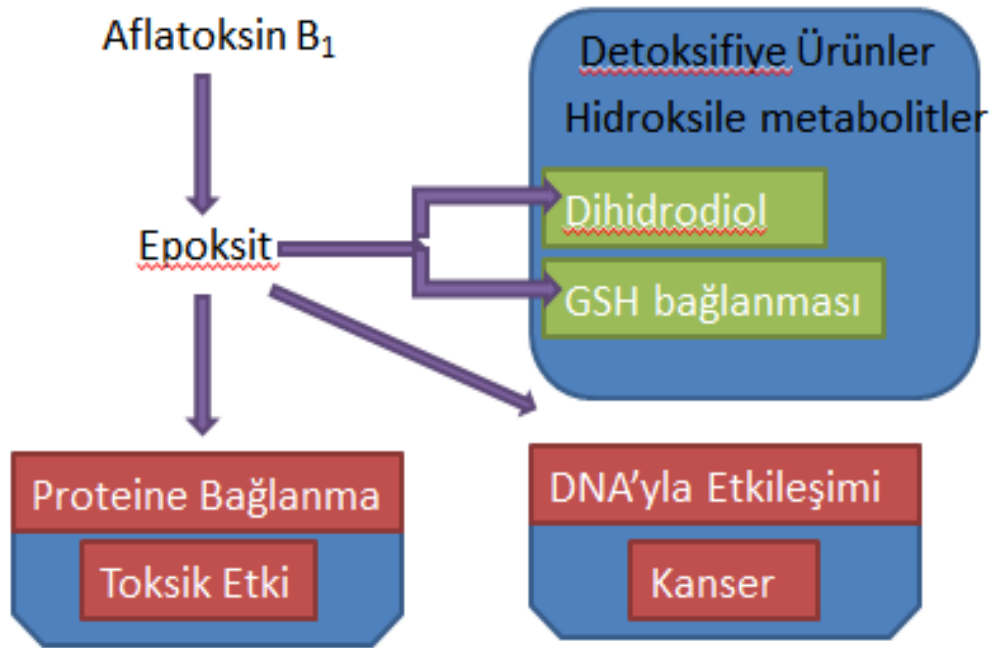 Aflatoksin B₁
Detoksifiye Ürünler
Hidroksile metabolitler
Dihidrodiol
Epoksit
GSH bağlanması
Proteine Bağlanma
Toksik Etki
DNA’yla Etkileşimi
Kanser